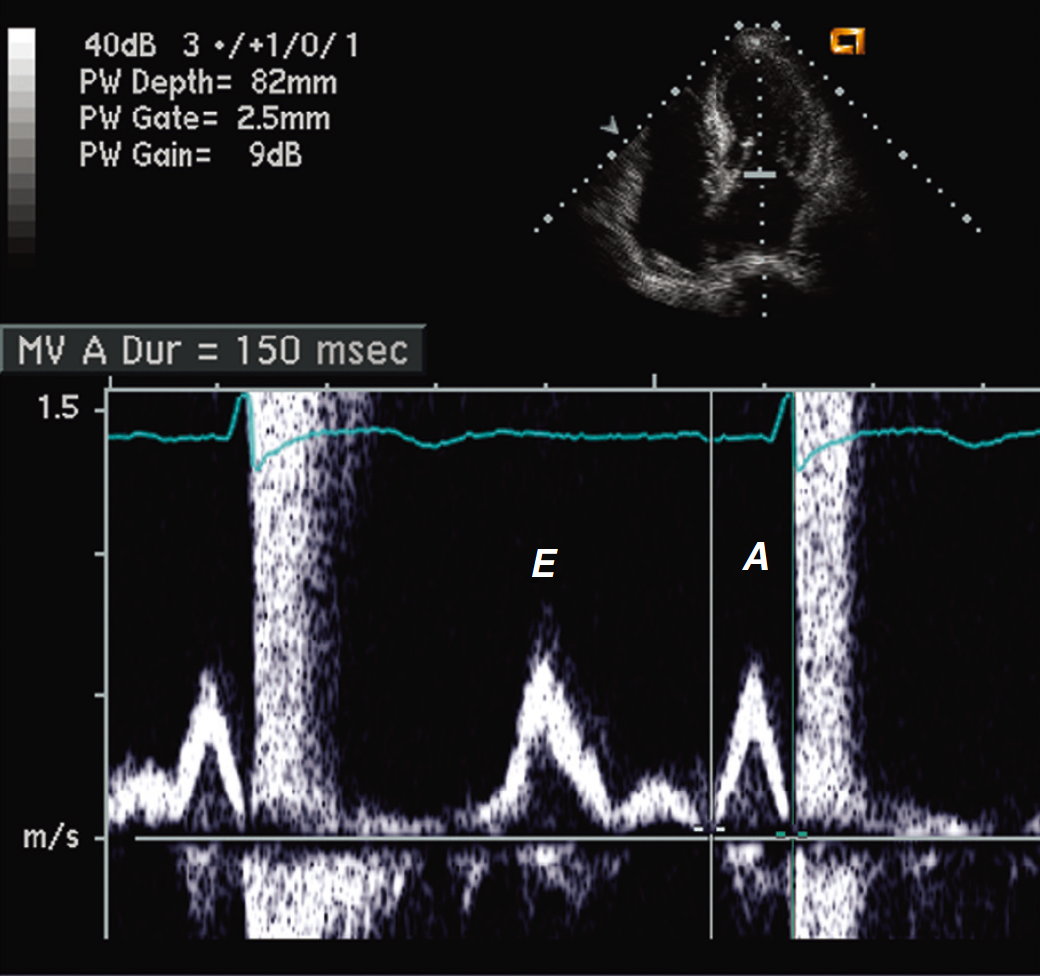 40dB 3 •/+1/0/ 1
PW Depth= 82mm
PW Gate= 2.5mm
PW Gain= 9dB
MV A Dur = 150 msec
1.5
E
A
m/s